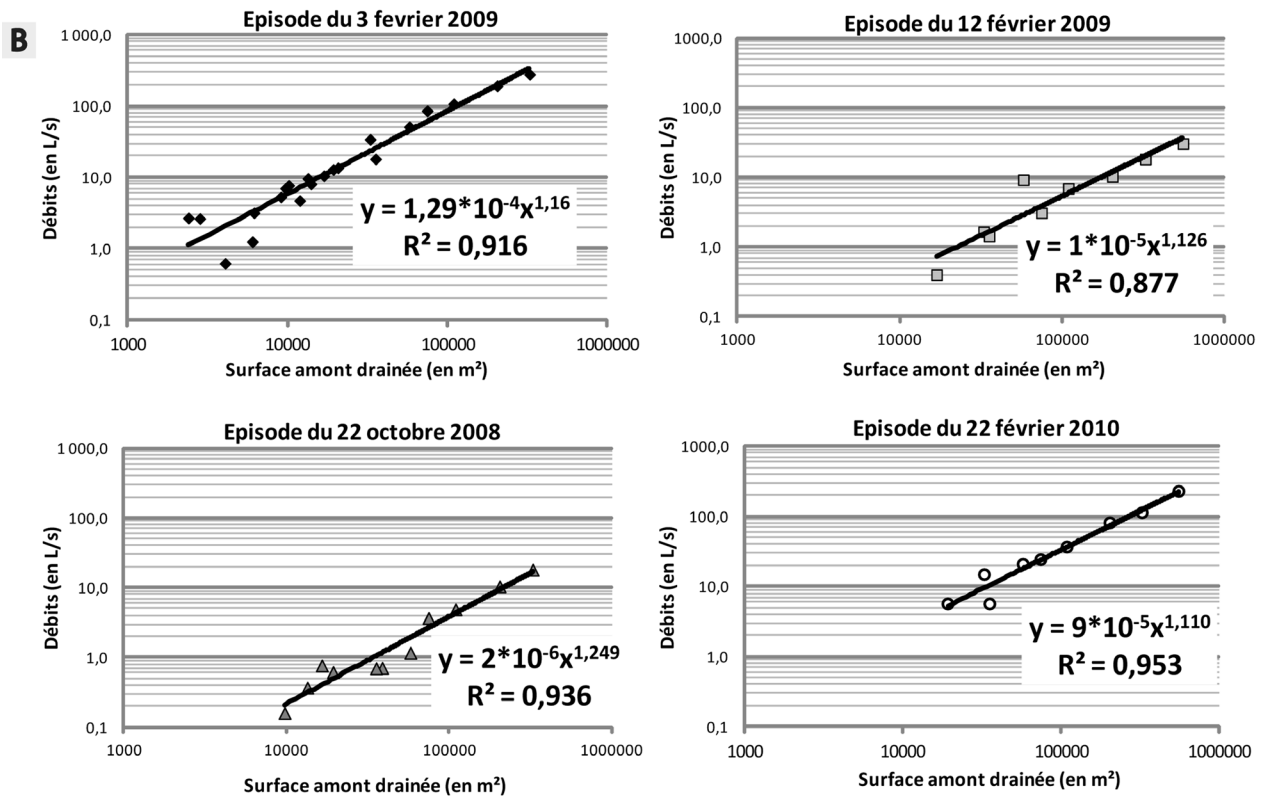 B
Episode du 3 fevrier 2009
1 000,0
100,0
10,0
1,0
0,1
Débits (en L/s)
y = 1,29*10⁻⁴x¹,¹⁶
R² = 0,916
1000 10000 100000 1000000
Surface amont drainée (en m²)
Episode du 12 février 2009
1000,0
100,0
10,0
1,0
0,1
Débits (en L/s)
y = 1*10⁻⁵x¹,¹²⁶
R² = 0,877
1000 10000 100000 1000000
Surface amont drainée (en m²)
Episode du 22 octobre 2008
1 000,0
100,0
10,0
1,0
0,1
Débits (en L/s)
y = 2*10⁻⁶x¹,²⁴⁹
R² = 0,936
1000 10000 100000 1000000
Surface amont drainée (en m²)
Episode du 22 février 2010
1000,0
100,0
10,0
1,0
0,1
Débits (en L/s)
y = 9*10⁻⁵x¹,¹¹⁰
R² = 0,953
1000 10000 100000 1000000
Surface amont drainée (en m²)